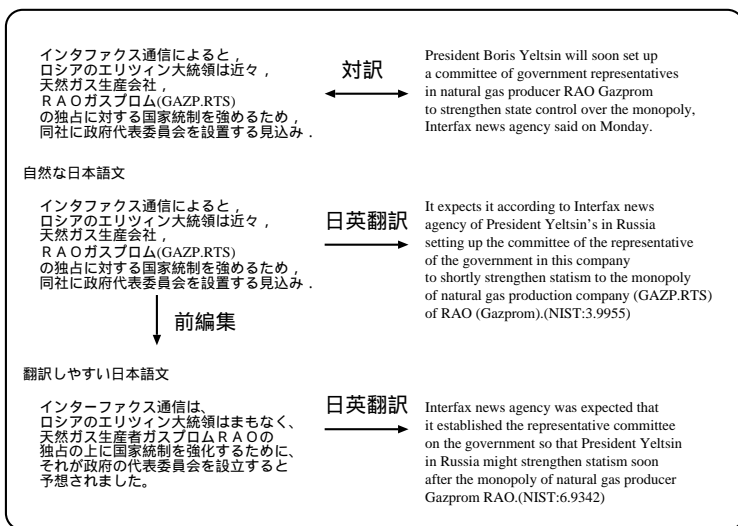 インタファクス通信によると，
ロシアのエリツィン大統領は近々，
天然ガス生産会社，
ＲＡＯガスプロム(GAZP.RTS)
の独占に対する国家統制を強めるため，
同社に政府代表委員会を設置する見込み．
対訳
President Boris Yeltsin will soon set up
a committee of government representatives
in natural gas producer RAO Gazprom
to strengthen state control over the monopoly,
Interfax news agency said on Monday.
自然な日本語文
インタファクス通信によると，
ロシアのエリツィン大統領は近々，
天然ガス生産会社，
ＲＡＯガスプロム(GAZP.RTS)
の独占に対する国家統制を強めるため，
同社に政府代表委員会を設置する見込み．
日英翻訳
It expects it according to Interfax news
agency of President Yeltsin's in Russia
setting up the committee of the representative
of the government in this company
to shortly strengthen statism to the monopoly
of natural gas production company (GAZP.RTS)
of RAO (Gazprom).(NIST:3.9955)
前編集
翻訳しやすい日本語文
インターファクス通信は、
ロシアのエリツィン大統領はまもなく、
天然ガス生産者ガスプロムＲＡＯの
独占の上に国家統制を強化するために、
それが政府の代表委員会を設立すると
予想されました。
日英翻訳
Interfax news agency was expected that
it established the representative committee
on the government so that President Yeltsin
in Russia might strengthen statism soon
after the monopoly of natural gas producer
Gazprom RAO.(NIST:6.9342)